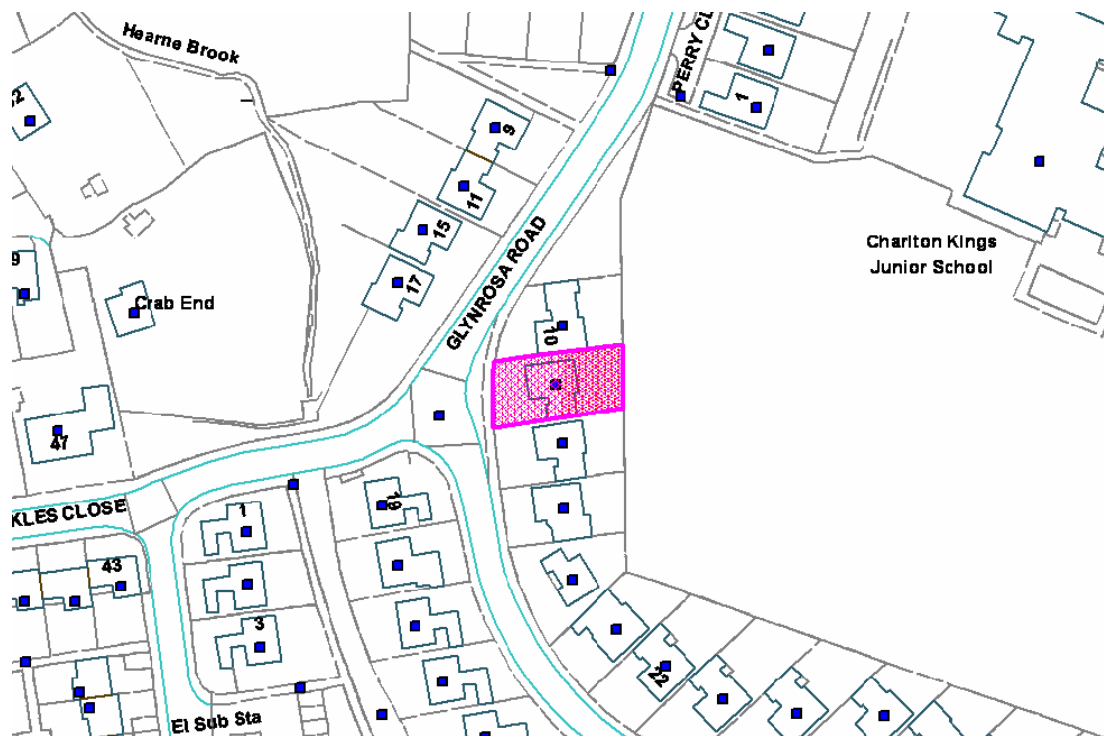 Hearne Brook
PERRY CL
1
9
11
15
17
GLYNROSA ROAD
Charlton Kings
Junior School
Crab End
10
47
KLES CLOSE
1
19
43
3
22
El Sub Sta